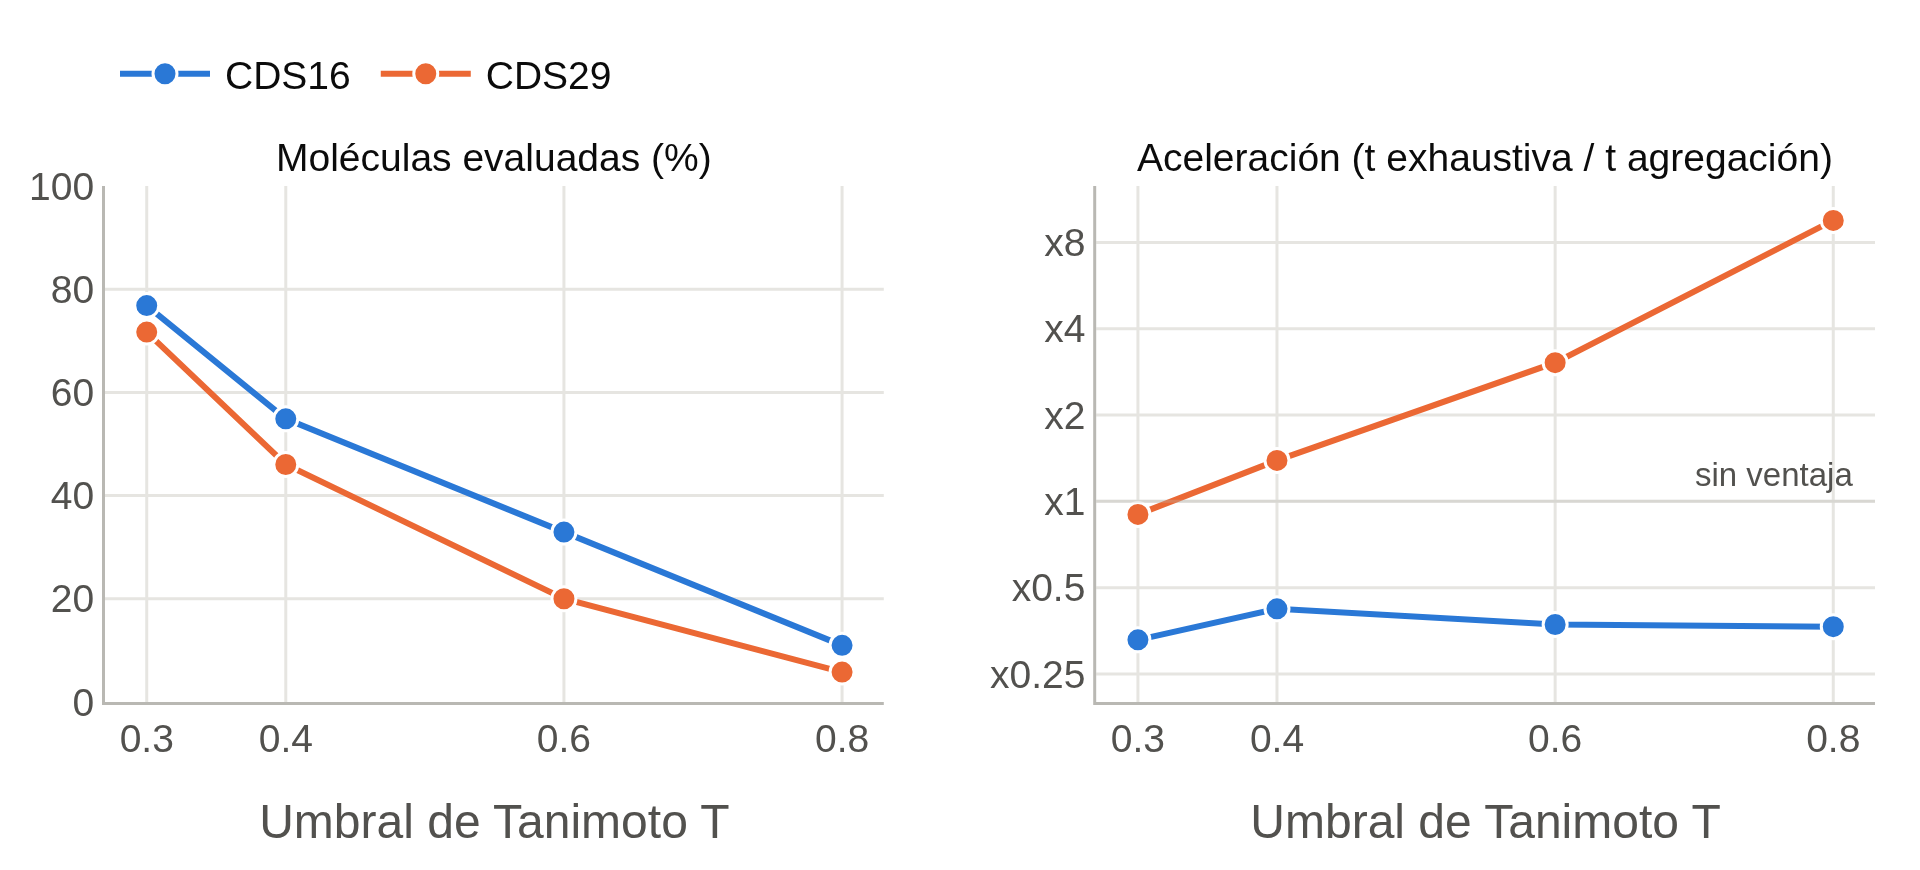 CDS16 CDS29
Moléculas evaluadas (%)
100
80
60
40
20
0
0.3 0.4 0.6 0.8
Umbral de Tanimoto T
Aceleración (t exhaustiva / t agregación)
x8
x4
x2
sin ventaja
x1
x0.5
x0.25
0.3 0.4 0.6 0.8
Umbral de Tanimoto T